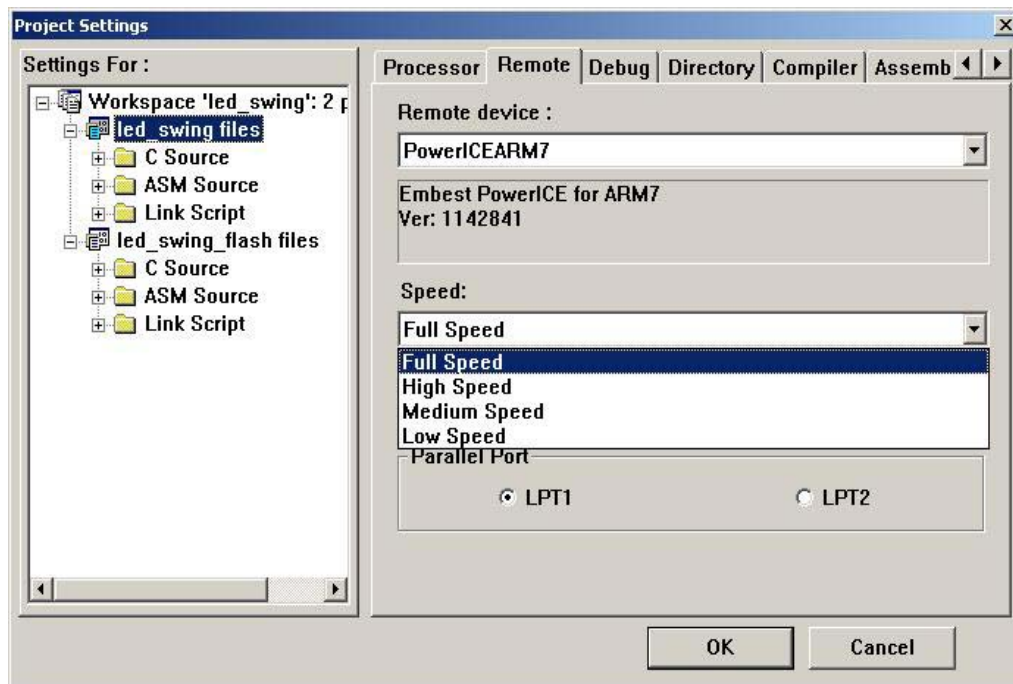 Project Settings
Settings For :
Workspace 'led_swing': 2 p
led_swing files
C Source
ASM Source
Link Script
led_swing_flash files
C Source
ASM Source
Link Script
Processor Remote Debug Directory Compiler Assemb
Remote device :
PowerICEARM7
Embest PowerICE for ARM7
Ver: 1142841
Speed:
Full Speed
Full Speed
High Speed
Medium Speed
Low Speed
Parallel Port
LPT1 LPT2
OK Cancel